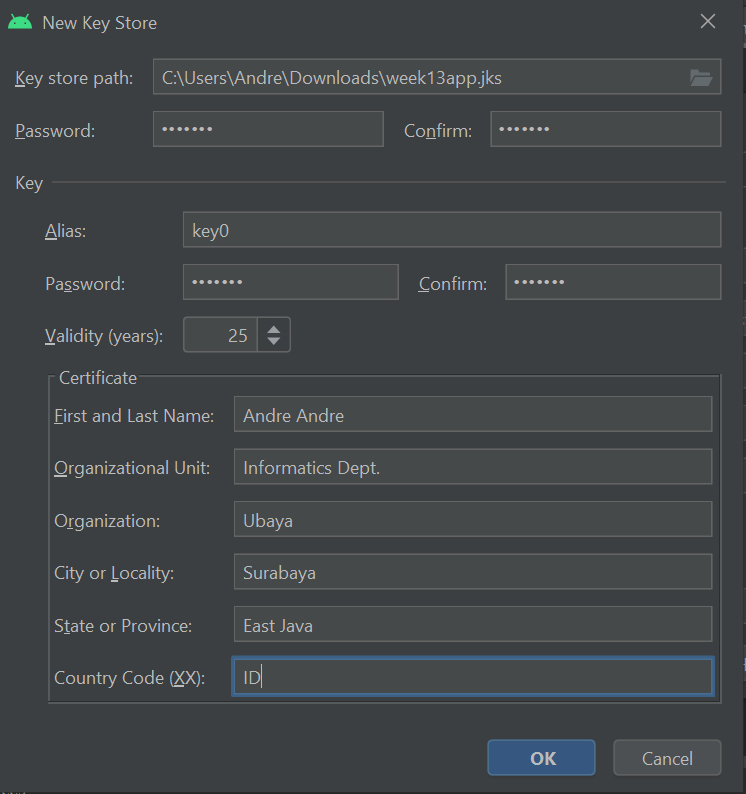 New Key Store
Key store path: C:\Users\Andre\Downloads\week13app.jks
Password: ••••••• Confirm: •••••••
Key
Alias: key0
Password: ••••••• Confirm: •••••••
Validity (years): 25
Certificate
First and Last Name: Andre Andre
Organizational Unit: Informatics Dept.
Organization: Ubaya
City or Locality: Surabaya
State or Province: East Java
Country Code (XX): ID
OK Cancel